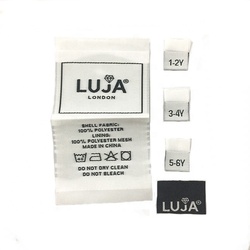 LUJA®
LONDON
SHELL FABRIC:
100% POLYESTER
LINING:
100% POLYESTER MESH
MADE IN CHINA
DO NOT DRY CLEAN
DO NOT BLEACH
1-2Y
3-4Y
5-6Y
LUJA®